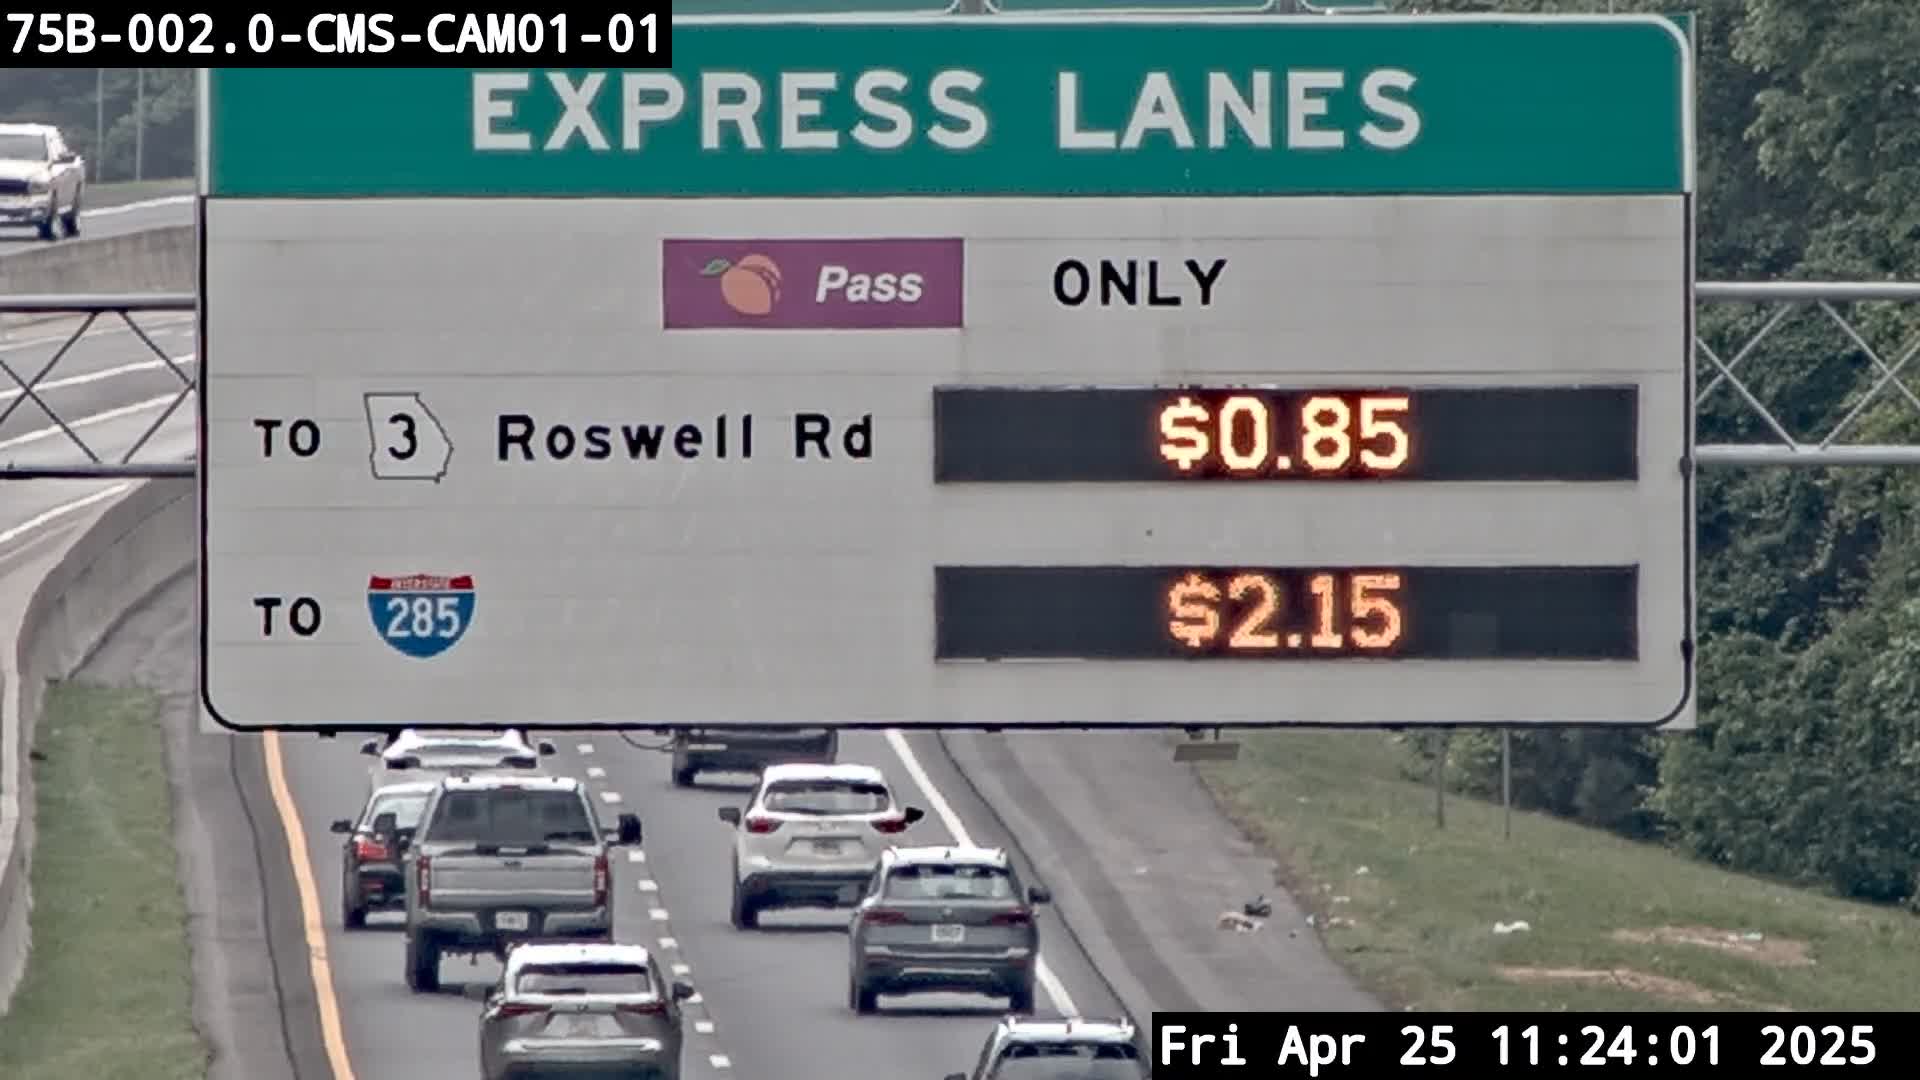 75B-002.0-CMS-CAM01-01
EXPRESS LANES
Pass ONLY
TO 3 Roswell Rd $0.85
INTERSTATE
TO 285 $2.15
Fri Apr 25 11:24:01 2025